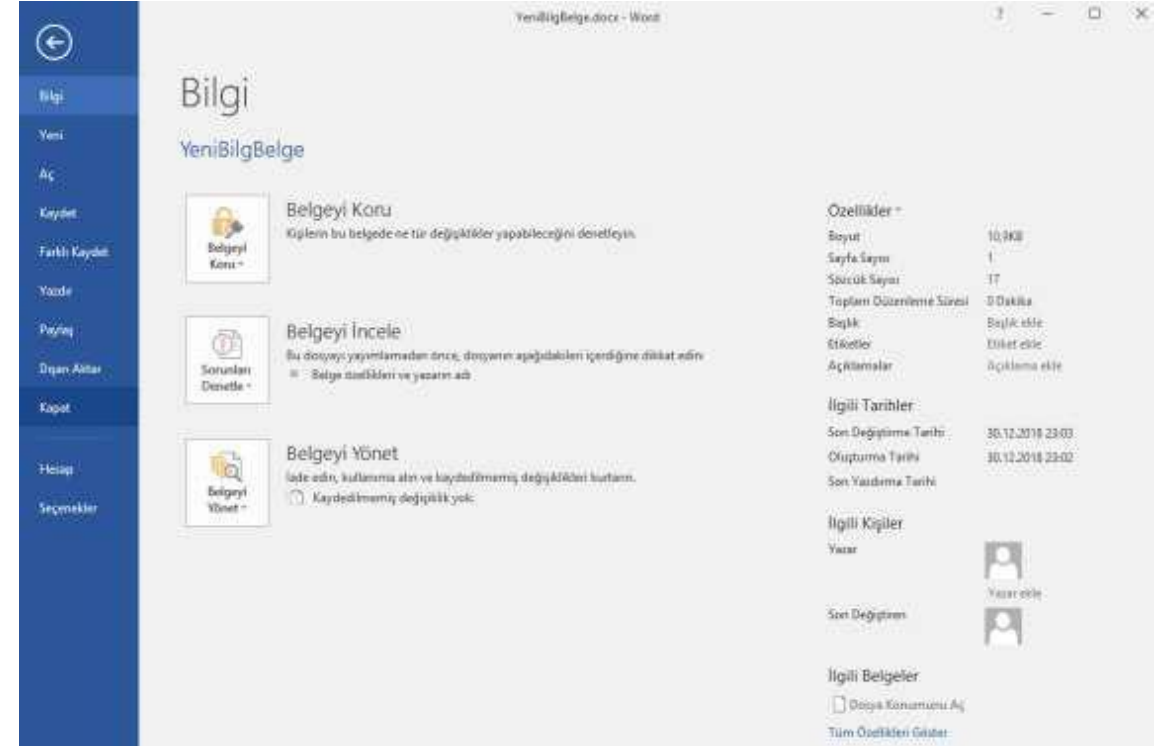 YeniBilgBelge.docx - Word
?
Bilgi
Yeni
Aç
Kaydet
Farklı Kaydet
Yazdır
Paylaş
Dışarı Aktar
Kapat
Hesap
Seçenekler
Bilgi
YeniBilgBelge
Belgeyi Koru
Belgeyi Koru
Kişilerin bu belgede ne tür değişiklikler yapabileceğini denetleyin.
Sorunları Denetle
Belgeyi İncele
Bu dosyayı yayımlamadan önce, dosyanın aşağıdakileri içerdiğine dikkat edin:
Belge özellikleri ve yazarın adı
Belgeyi Yönet
Belgeyi Yönet
İade edin, kullanıma alın ve kaydedilmemiş değişiklikleri kurtarın.
Kaydedilmemiş değişiklik yok.
Özellikler
Boyut 10,9KB
Sayfa Sayısı 1
Sözcük Sayısı 17
Toplam Düzenleme Süresi 0 Dakika
Başlık Başlık ekle
Etiketler Etiket ekle
Açıklamalar Açıklama ekle
İlgili Tarihler
Son Değiştirme Tarihi 30.12.2018 23:03
Oluşturma Tarihi 30.12.2018 23:02
Son Yazdırma Tarihi
İlgili Kişiler
Yazar
Yazar ekle
Son Değiştiren
İlgili Belgeler
Dosya Konumunu Aç
Tüm Özellikleri Göster